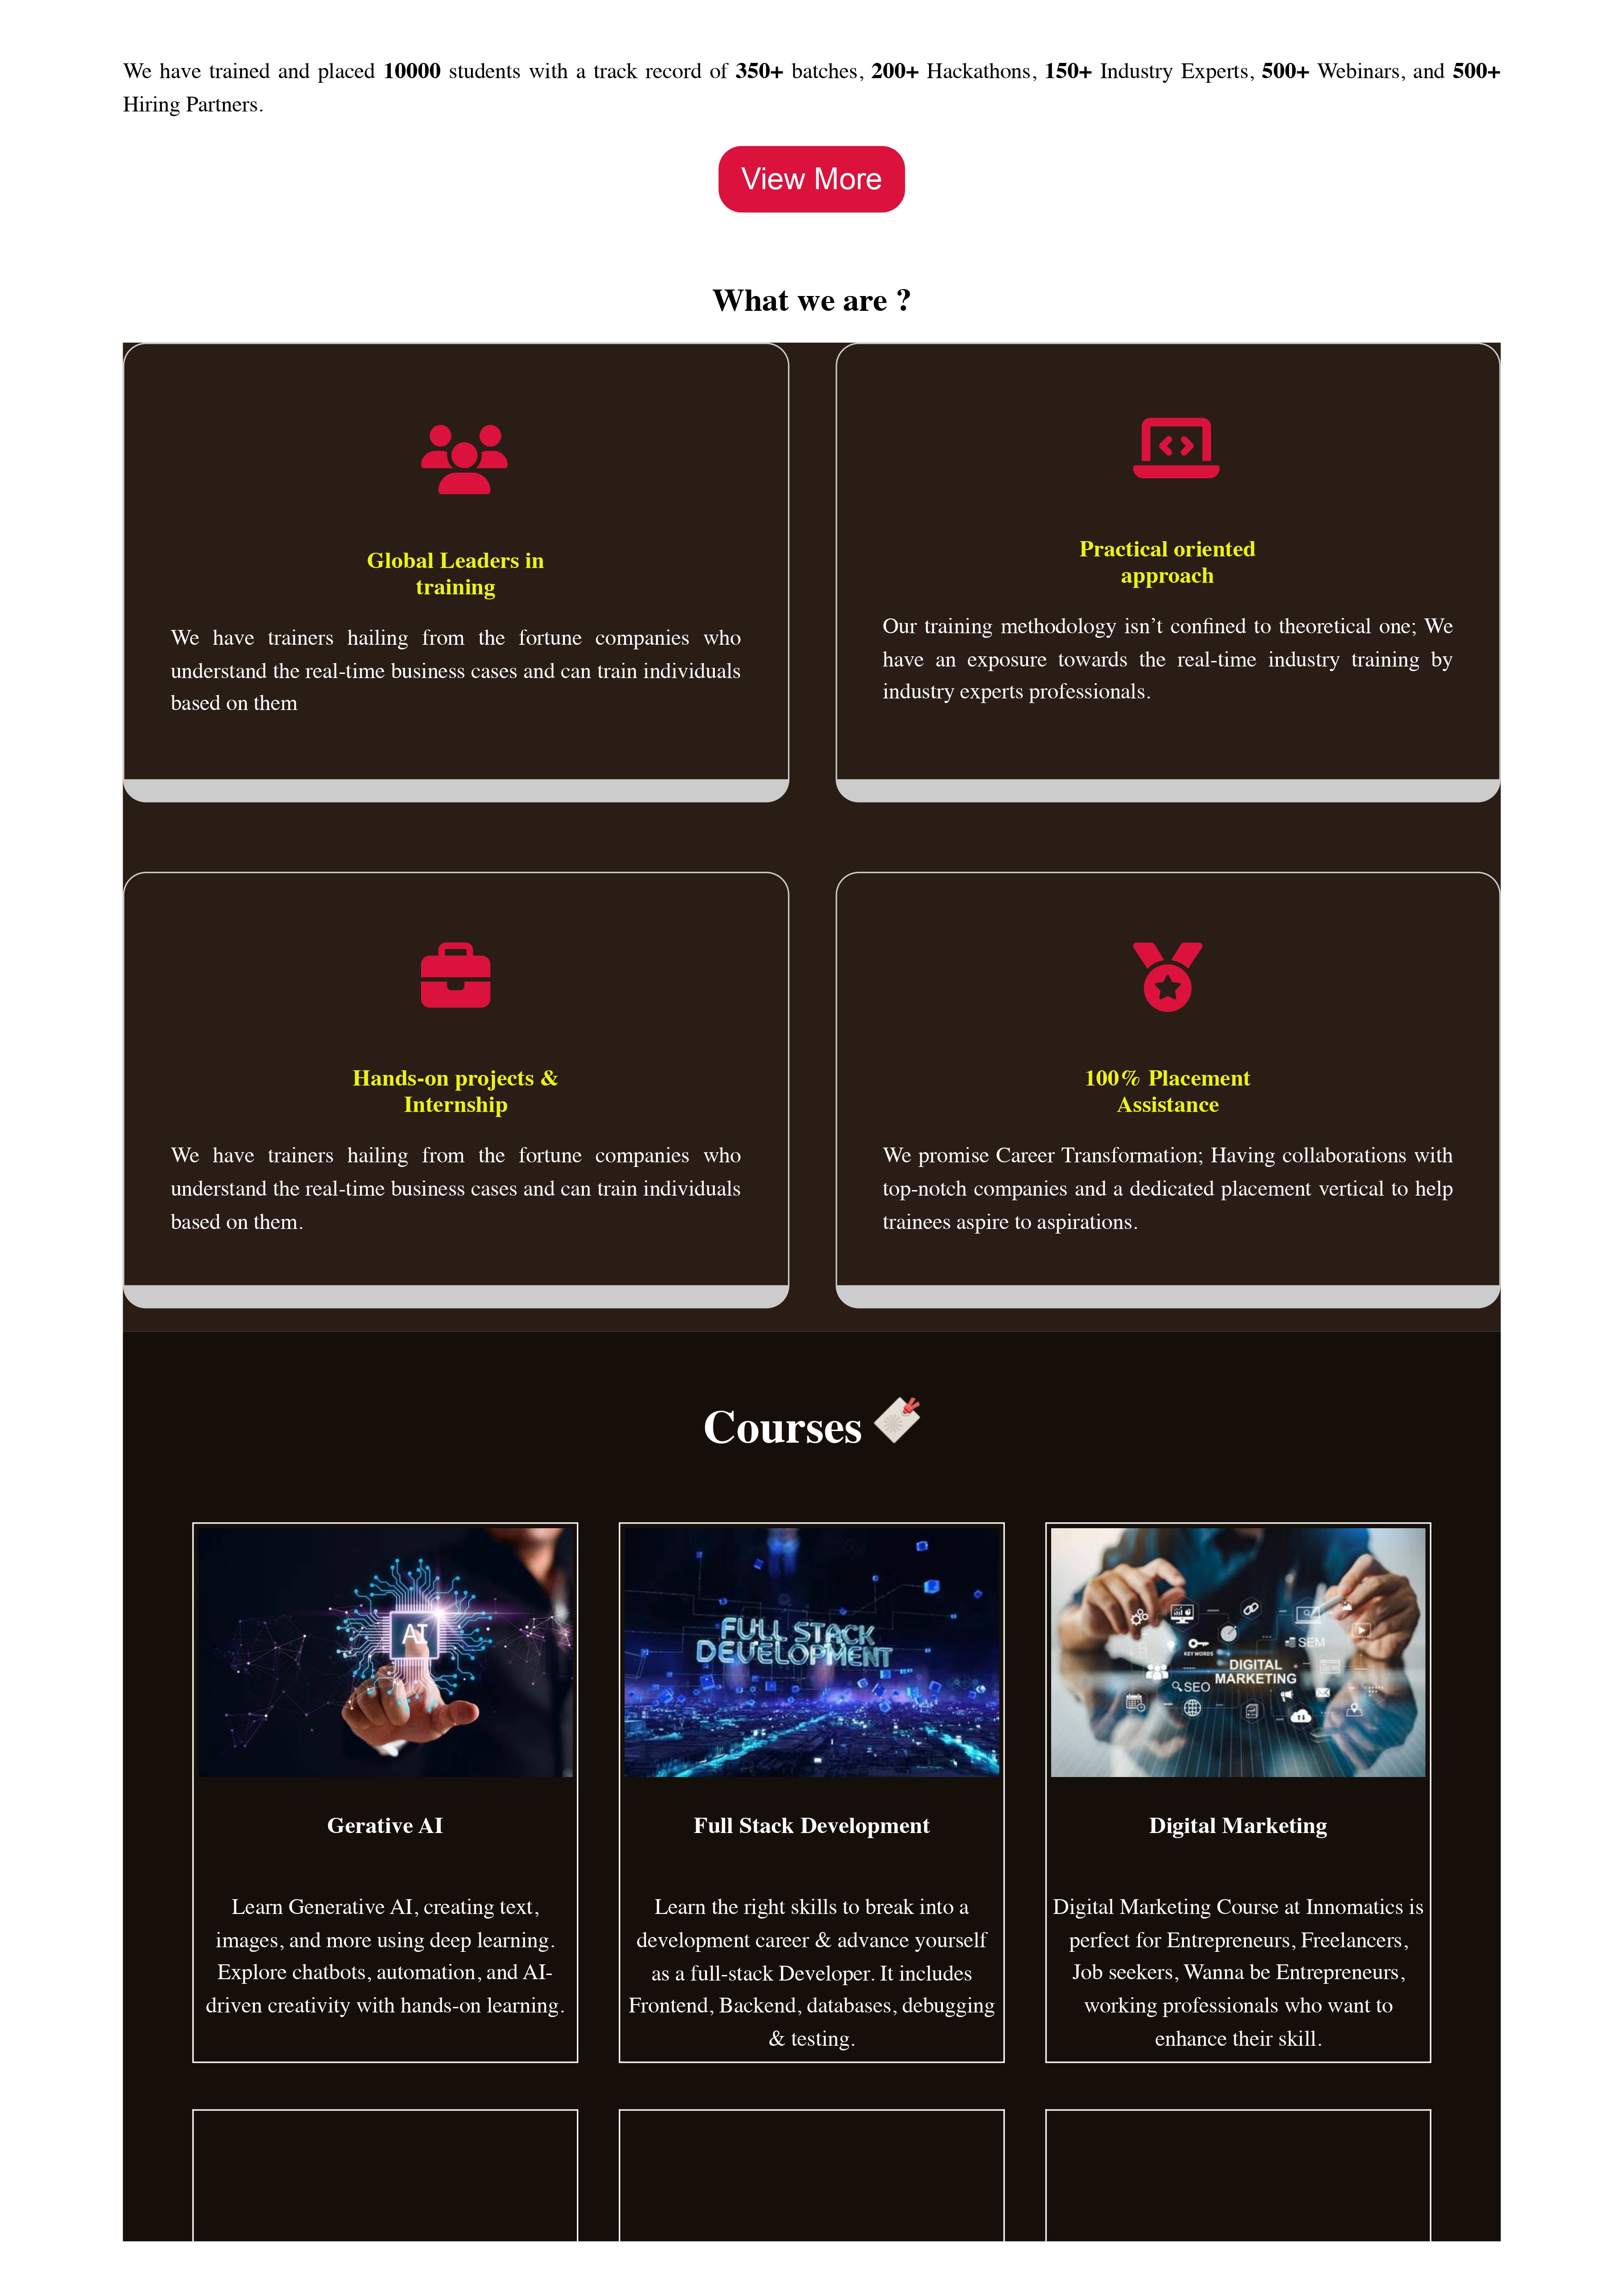 We have trained and placed 10000 students with a track record of 350+ batches, 200+ Hackathons, 150+ Industry Experts, 500+ Webinars, and 500+
Hiring Partners.
View More
What we are ?
Global Leaders in
training
We have trainers hailing from the fortune companies who
understand the real-time business cases and can train individuals
based on them
Practical oriented
approach
Our training methodology isn’t confined to theoretical one; We
have an exposure towards the real-time industry training by
industry experts professionals.
Hands-on projects &
Internship
We have trainers hailing from the fortune companies who
understand the real-time business cases and can train individuals
based on them.
100% Placement
Assistance
We promise Career Transformation; Having collaborations with
top-notch companies and a dedicated placement vertical to help
trainees aspire to aspirations.
Courses
AI
Gerative AI
Learn Generative AI, creating text,
images, and more using deep learning.
Explore chatbots, automation, and AI-
driven creativity with hands-on learning.
FULL STACK
DEVELOPMENT
Full Stack Development
Learn the right skills to break into a
development career & advance yourself
as a full-stack Developer. It includes
Frontend, Backend, databases, debugging
& testing.
SEM
KEY WORDS
DIGITAL
MARKETING
SEO
Digital Marketing
Digital Marketing Course at Innomatics is
perfect for Entrepreneurs, Freelancers,
Job seekers, Wanna be Entrepreneurs,
working professionals who want to
enhance their skill.